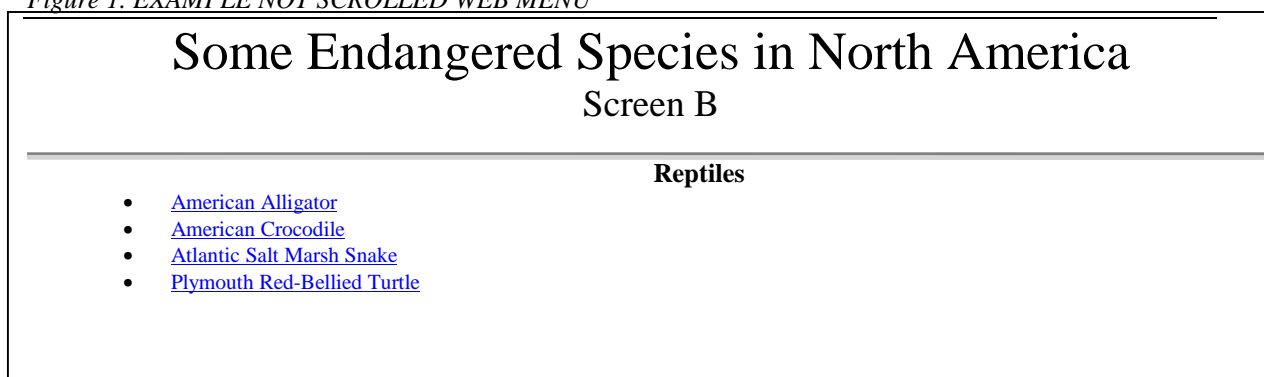 Figure 1. EXAMPLE NOT SCROLLED WEB MENU
Some Endangered Species in North America
Screen B
Reptiles
• American Alligator
• American Crocodile
• Atlantic Salt Marsh Snake
• Plymouth Red-Bellied Turtle